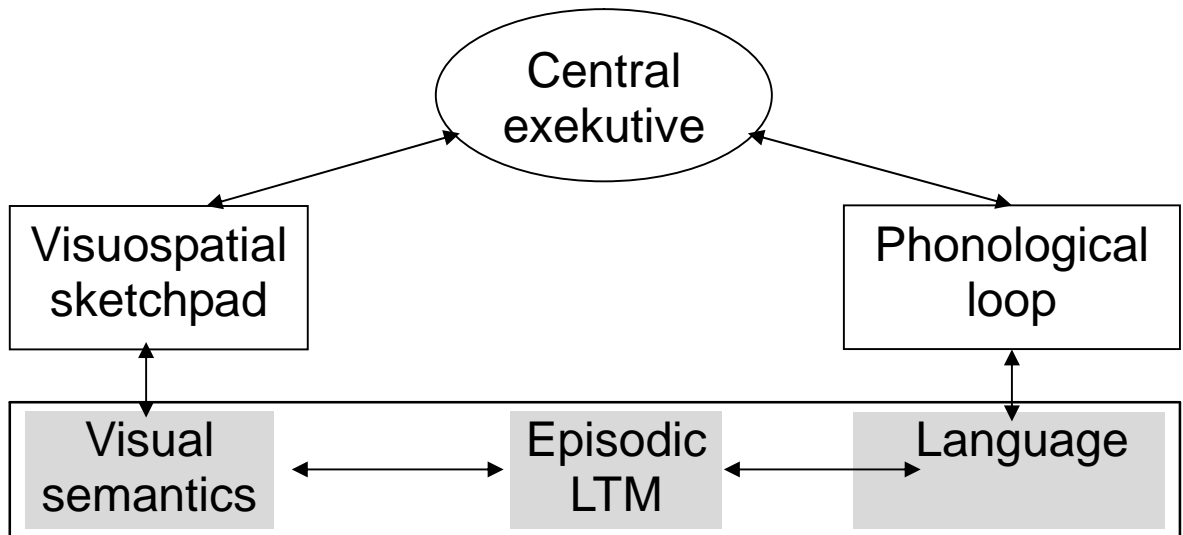 Central
exekutive
Visuospatial
sketchpad
Phonological
loop
Visual
semantics
Episodic
LTM
Language